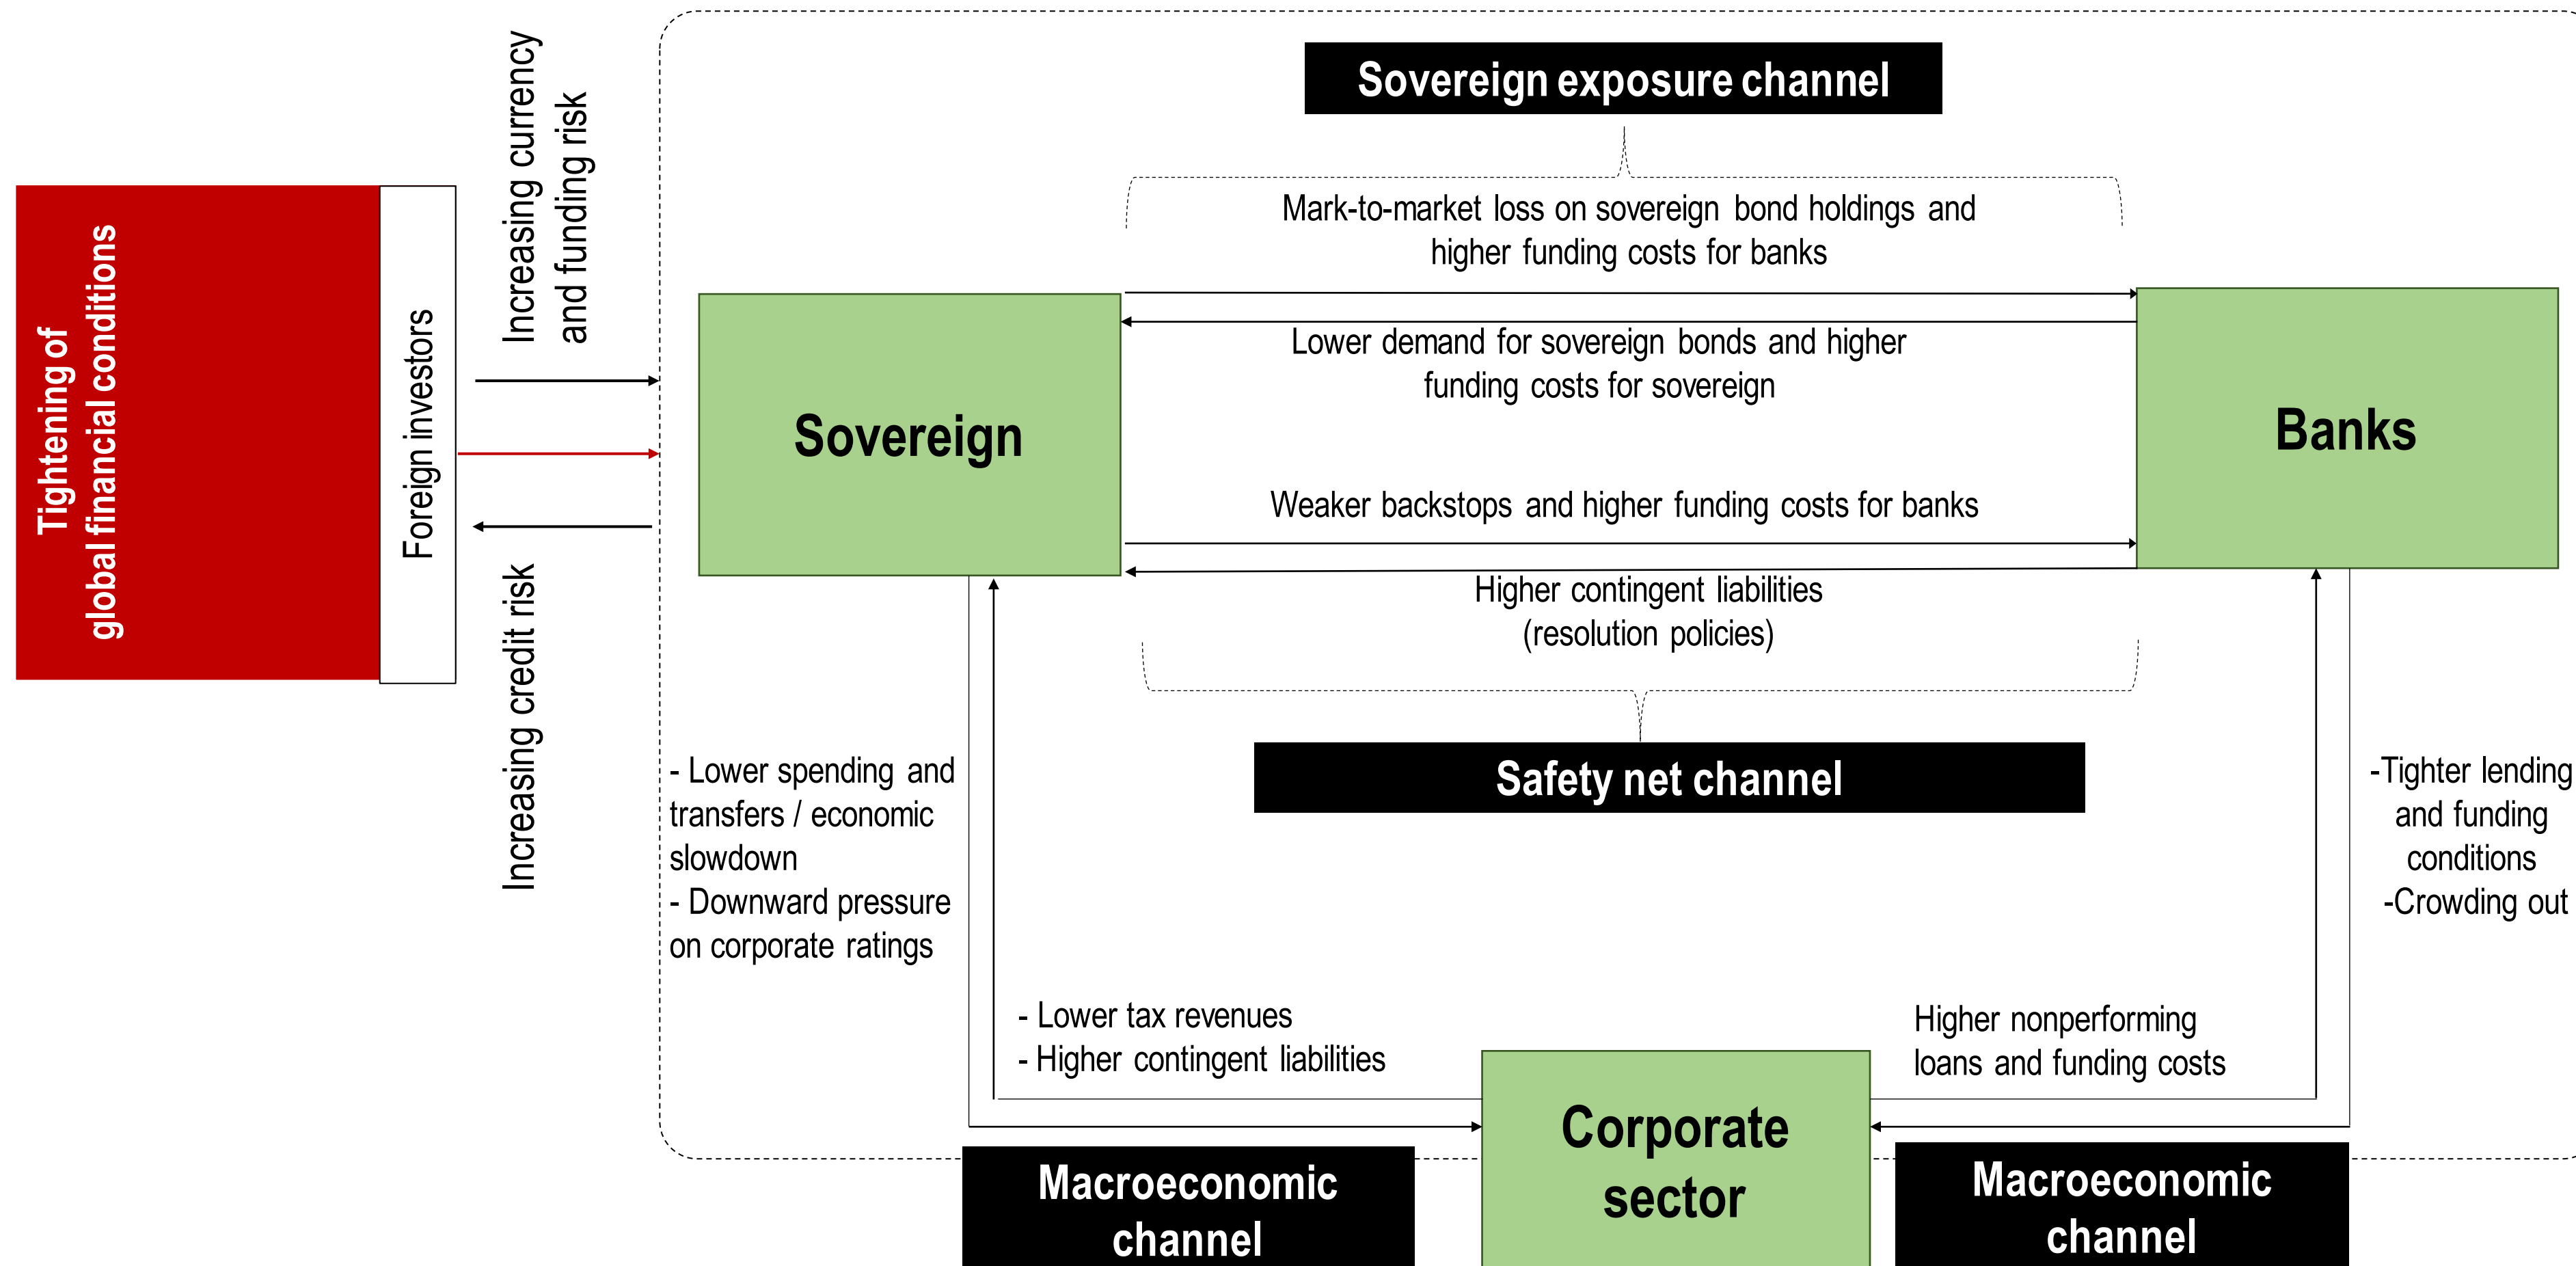 Tightening of
global financial conditions
Foreign investors
Increasing currency
and funding risk
Increasing credit risk
Sovereign exposure channel
Mark-to-market loss on sovereign bond holdings and
higher funding costs for banks
Lower demand for sovereign bonds and higher
funding costs for sovereign
Sovereign
Banks
Weaker backstops and higher funding costs for banks
Higher contingent liabilities
(resolution policies)
Safety net channel
- Lower spending and
transfers / economic
slowdown
- Downward pressure
on corporate ratings
-Tighter lending
and funding
conditions
-Crowding out
- Lower tax revenues
- Higher contingent liabilities
Higher nonperforming
loans and funding costs
Corporate
sector
Macroeconomic
channel
Macroeconomic
channel